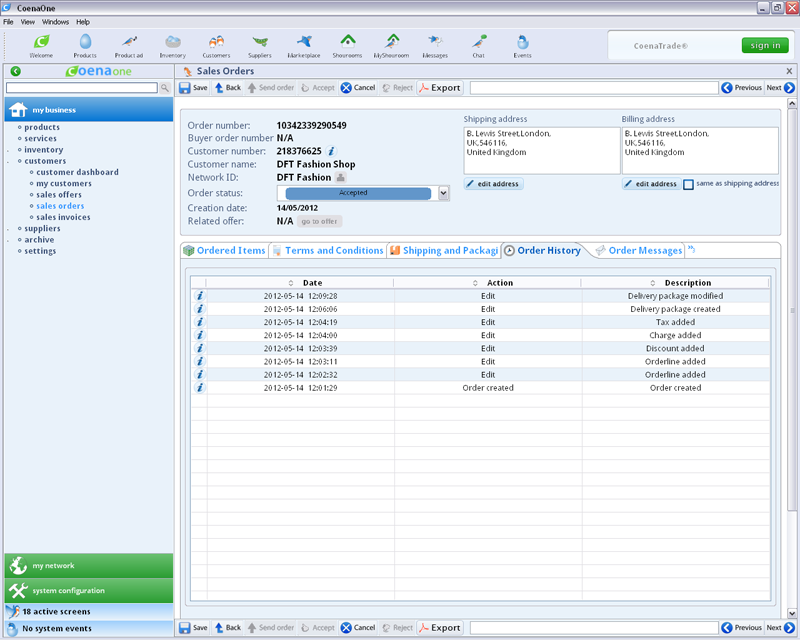 CoenaOne
File View Windows Help
Welcome Products Product ad Inventory Customers Suppliers Marketplace Showrooms MyShowroom Messages Chat Events
CoenaTrade® sign in
Coenaone
my business
products
services
inventory
customers
customer dashboard
my customers
sales offers
sales orders
sales invoices
suppliers
archive
settings
my network
system configuration
18 active screens
No system events
Sales Orders
Save Back Send order Accept Cancel Reject Export Previous Next
Order number: 10342339290549
Buyer order number N/A
Customer number: 218376625
Customer name: DFT Fashion Shop
Network ID: DFT Fashion
Order status: Accepted
Creation date: 14/05/2012
Related offer: N/A go to offer
Shipping address
B. Lewis Street,London,
UK,546116,
United Kingdom
edit address
Billing address
B. Lewis Street,London,
UK,546116,
United Kingdom
edit address same as shipping address
Ordered Items Terms and Conditions Shipping and Packagi Order History Order Messages
Date Action Description
2012-05-14 12:09:28 Edit Delivery package modified
2012-05-14 12:06:06 Edit Delivery package created
2012-05-14 12:04:19 Edit Tax added
2012-05-14 12:04:00 Edit Charge added
2012-05-14 12:03:39 Edit Discount added
2012-05-14 12:03:11 Edit Orderline added
2012-05-14 12:02:32 Edit Orderline added
2012-05-14 12:01:29 Order created Order created
Save Back Send order Accept Cancel Reject Export Previous Next